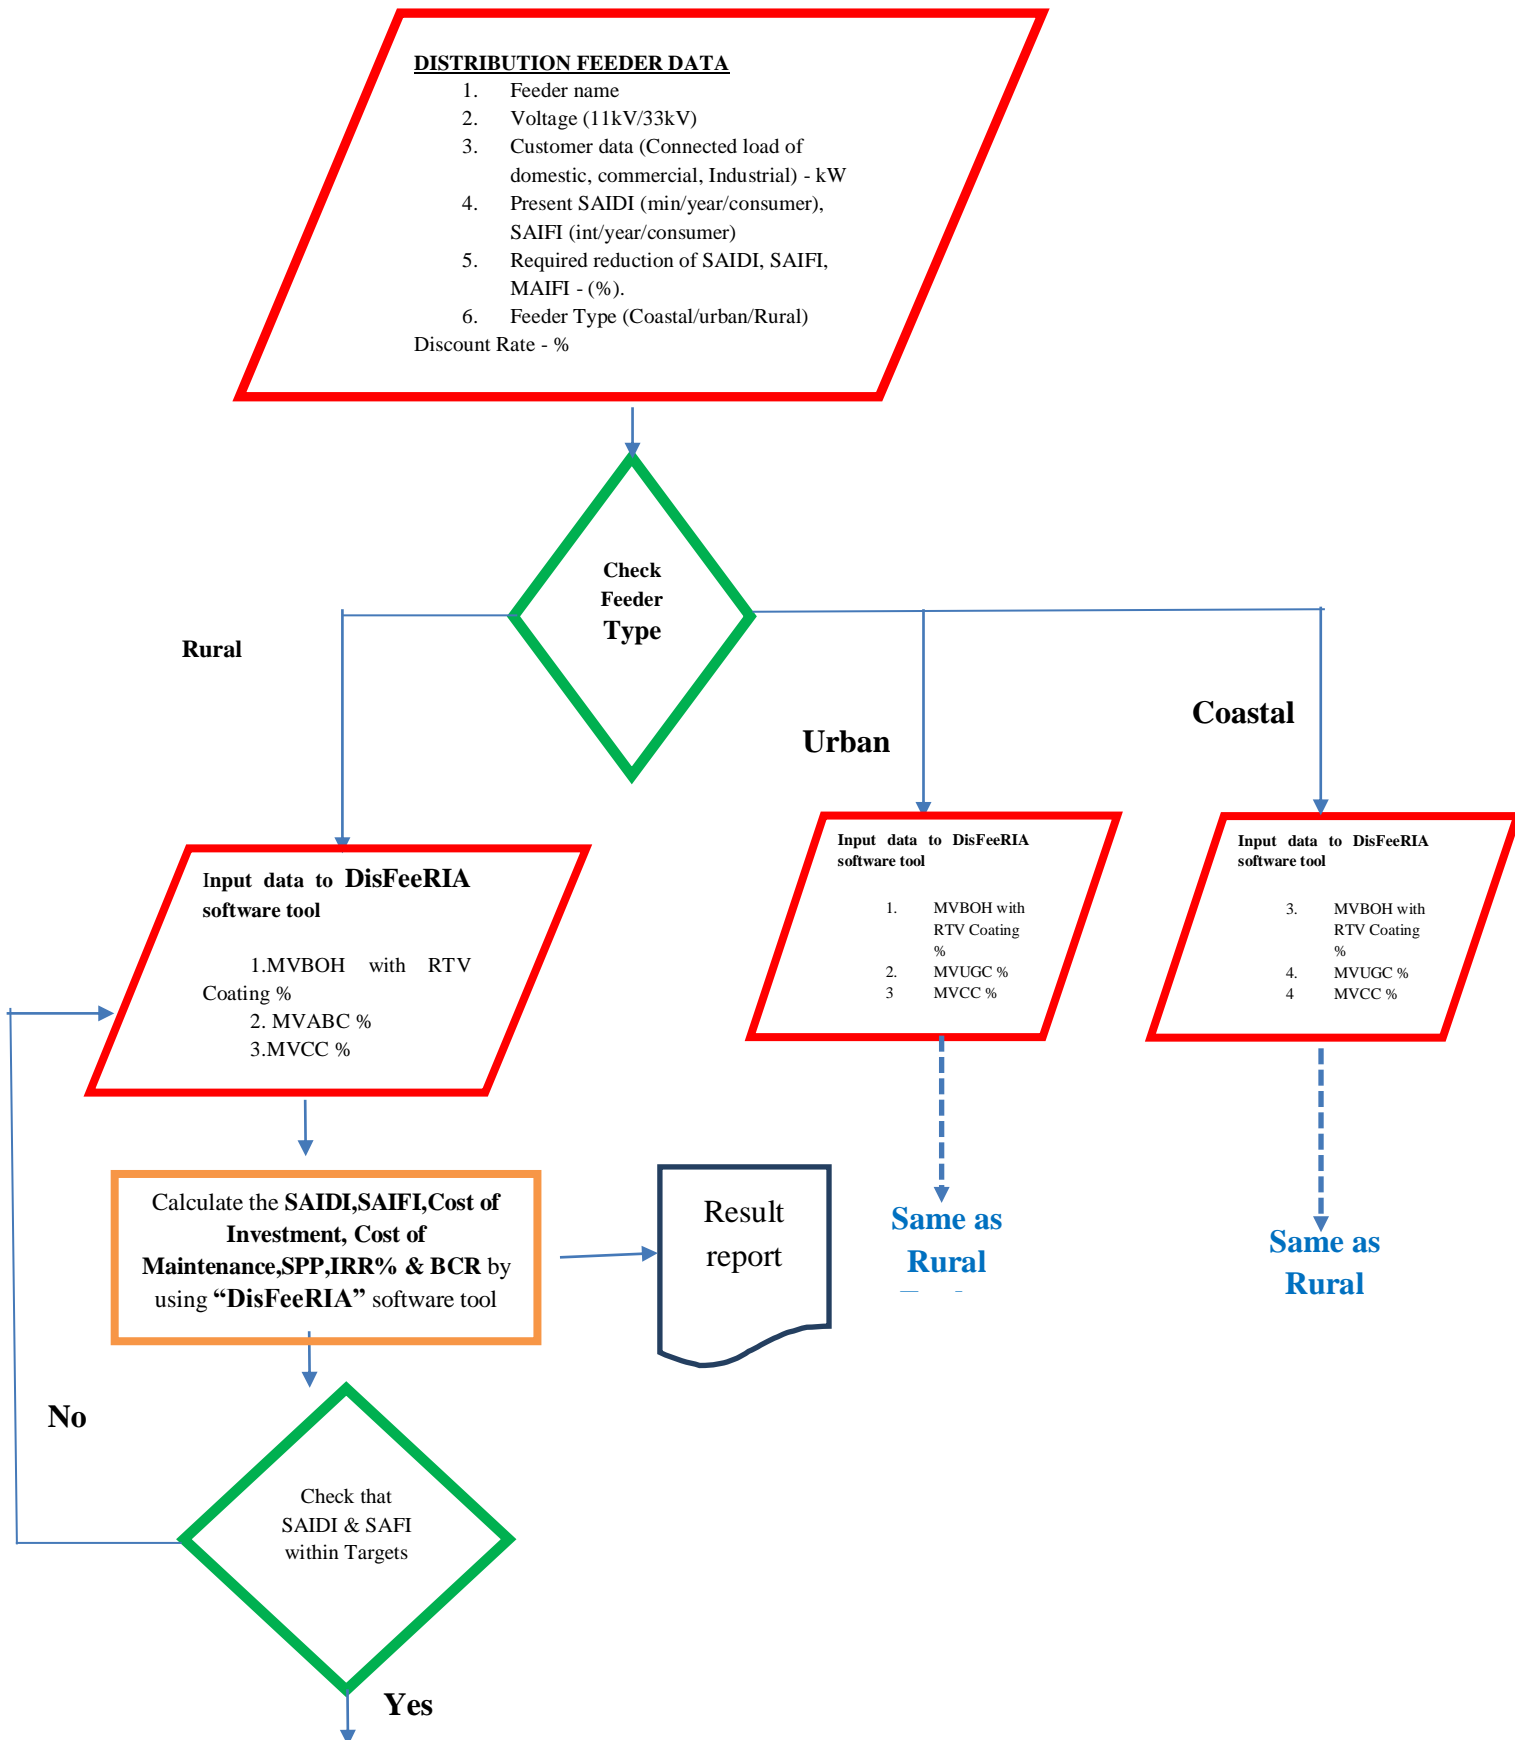 DISTRIBUTION FEEDER DATA
1. Feeder name
2. Voltage (11kV/33kV)
3. Customer data (Connected load of
domestic, commercial, Industrial) - kW
4. Present SAIDI (min/year/consumer),
SAIFI (int/year/consumer)
5. Required reduction of SAIDI, SAIFI,
MAIFI - (%).
6. Feeder Type (Coastal/urban/Rural)
Discount Rate - %
Check
Feeder
Type
Rural
Urban
Coastal
Input data to DisFeeRIA
software tool
1.MVBOH with RTV
Coating %
2. MVABC %
3.MVCC %
Input data to DisFeeRIA
software tool
1. MVBOH with
RTV Coating
%
2. MVUGC %
3 MVCC %
Input data to DisFeeRIA
software tool
3. MVBOH with
RTV Coating
%
4. MVUGC %
4 MVCC %
Calculate the SAIDI,SAIFI,Cost of
Investment, Cost of
Maintenance,SPP,IRR% & BCR by
using “DisFeeRIA” software tool
Result
report
Same as
Rural
Same as
Rural
No
Check that
SAIDI & SAFI
within Targets
Yes